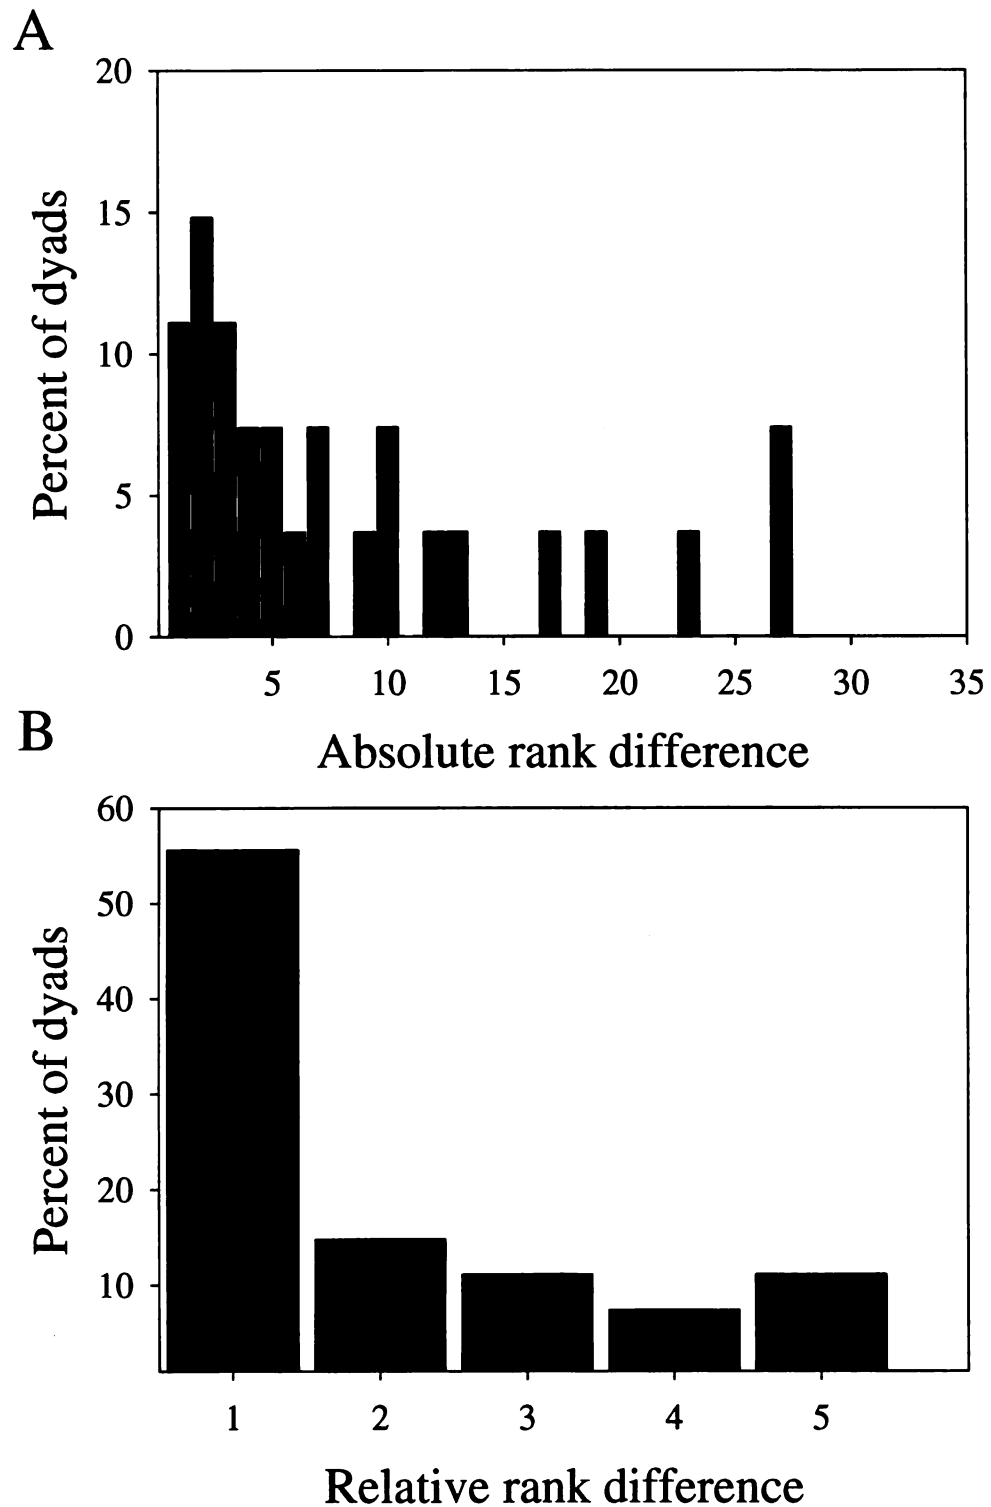 A
20
15
10
5
0
Percent of dyads
5 10 15 20 25 30 35
Absolute rank difference
B
60
50
40
30
20
10
Percent of dyads
1 2 3 4 5
Relative rank difference